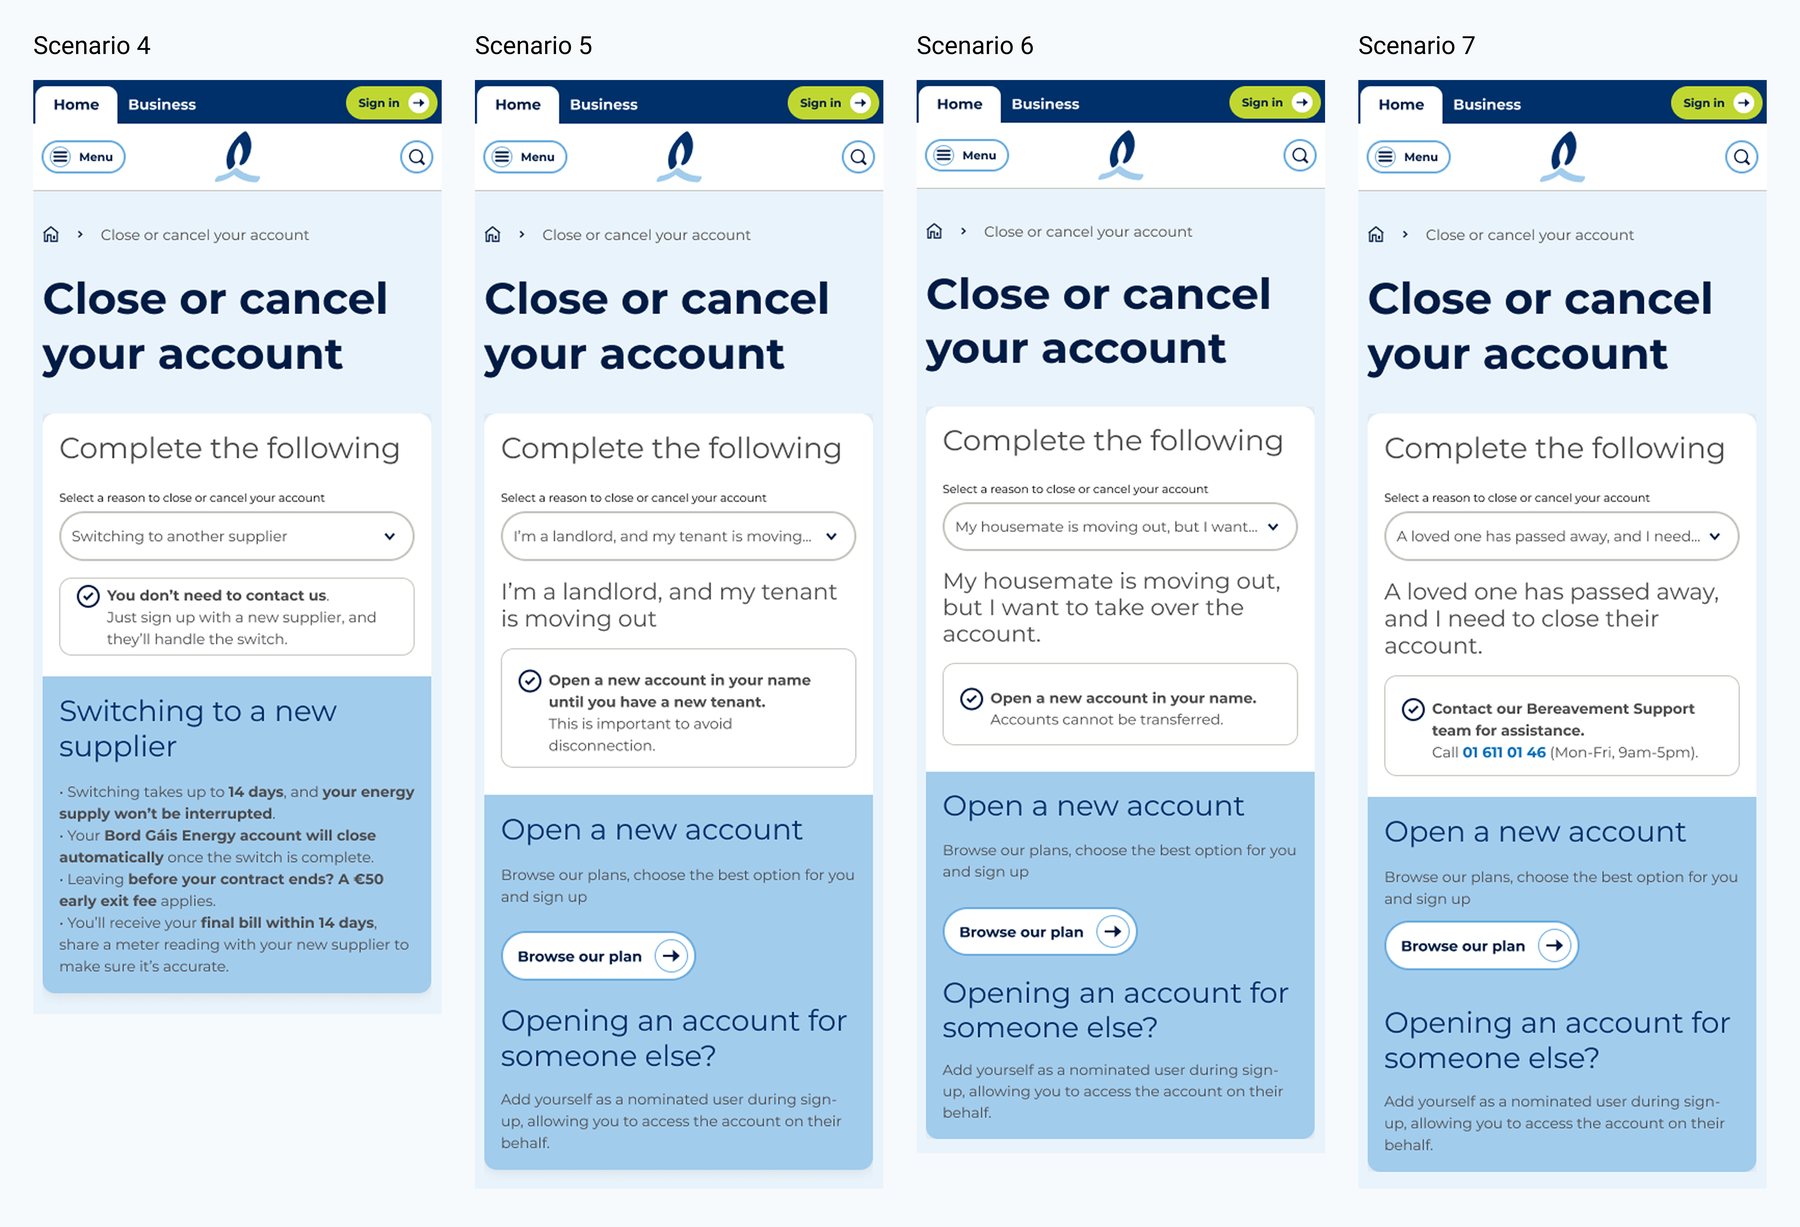 Scenario 4
Home
Business
Sign in
Menu
Close or cancel your account
Close or cancel
your account
Complete the following
Select a reason to close or cancel your account
Switching to another supplier
You don't need to contact us.
Just sign up with a new supplier, and
they'll handle the switch.
Switching to a new
supplier
· Switching takes up to 14 days, and your energy
supply won't be interrupted.
· Your Bord Gáis Energy account will close
automatically once the switch is complete.
· Leaving before your contract ends? A €50
early exit fee applies.
· You'll receive your final bill within 14 days,
share a meter reading with your new supplier to
make sure it's accurate.
Scenario 5
Home
Business
Sign in
Menu
Close or cancel your account
Close or cancel
your account
Complete the following
Select a reason to close or cancel your account
I'm a landlord, and my tenant is moving...
I'm a landlord, and my tenant
is moving out
Open a new account in your name
until you have a new tenant.
This is important to avoid
disconnection.
Open a new account
Browse our plans, choose the best option for you
and sign up
Browse our plan
Opening an account for
someone else?
Add yourself as a nominated user during sign-
up, allowing you to access the account on their
behalf.
Scenario 6
Home
Business
Sign in
Menu
Close or cancel your account
Close or cancel
your account
Complete the following
Select a reason to close or cancel your account
My housemate is moving out, but I want...
My housemate is moving out,
but I want to take over the
account.
Open a new account in your name.
Accounts cannot be transferred.
Open a new account
Browse our plans, choose the best option for you
and sign up
Browse our plan
Opening an account for
someone else?
Add yourself as a nominated user during sign-
up, allowing you to access the account on their
behalf.
Scenario 7
Home
Business
Sign in
Menu
Close or cancel your account
Close or cancel
your account
Complete the following
Select a reason to close or cancel your account
A loved one has passed away, and I need...
A loved one has passed away,
and I need to close their
account.
Contact our Bereavement Support
team for assistance.
Call 01 611 01 46 (Mon-Fri, 9am-5pm).
Open a new account
Browse our plans, choose the best option for you
and sign up
Browse our plan
Opening an account for
someone else?
Add yourself as a nominated user during sign-
up, allowing you to access the account on their
behalf.